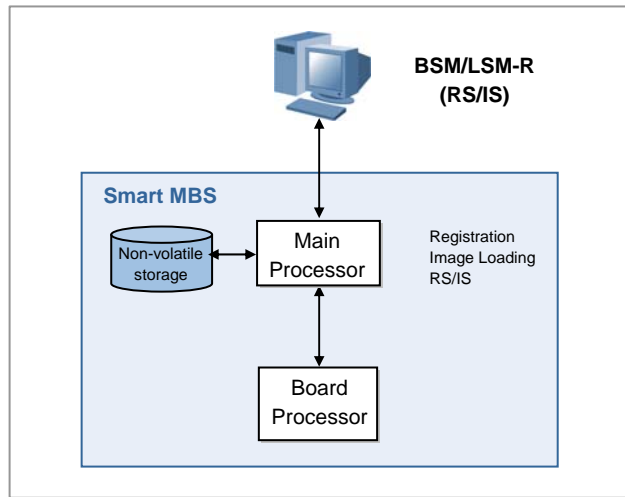 BSM/LSM-R
(RS/IS)
Smart MBS
Non-volatile
storage
Main
Processor
Registration
Image Loading
RS/IS
Board
Processor